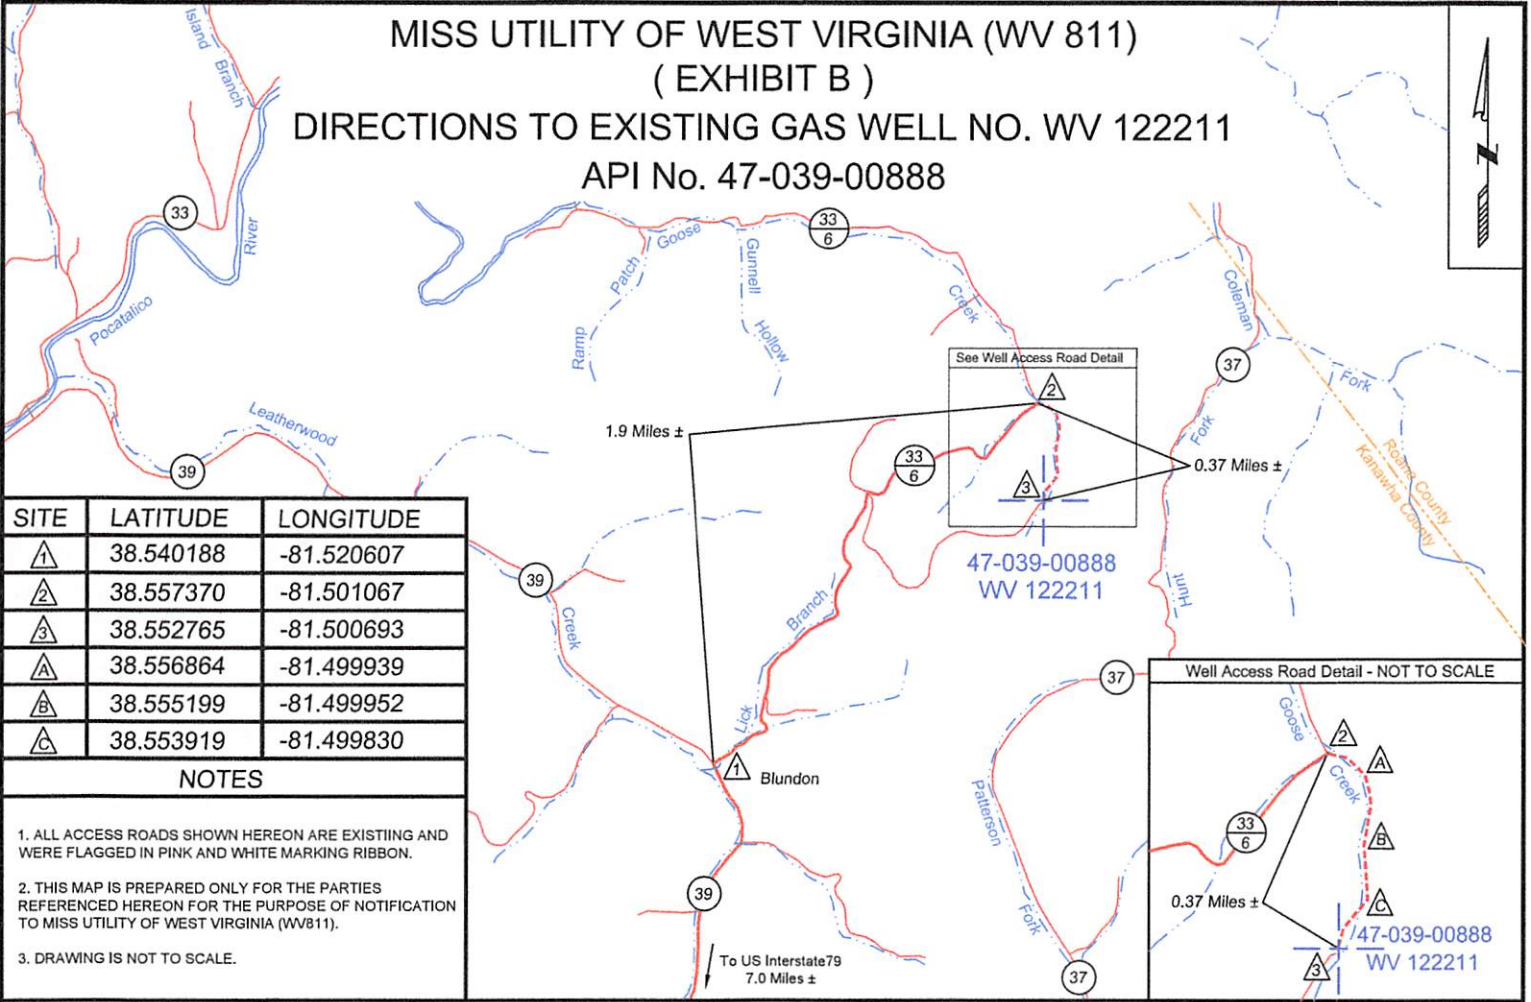 MISS UTILITY OF WEST VIRGINIA (WV 811)
( EXHIBIT B )
DIRECTIONS TO EXISTING GAS WELL NO. WV 122211
API No. 47-039-00888
N
Island
Branch
33
River
Pocatalico
Leatherwood
39
Ramp
Patch
Goose
Gunnell
Hollow
33
6
Creek
Coleman
37
Fork
Fork
Roane County
Kanawha County
See Well Access Road Detail
2
3
1.9 Miles ±
0.37 Miles ±
33
6
47-039-00888
WV 122211
Hunt
39
Creek
Branch
Lick
1
Blundon
39
To US Interstate79
7.0 Miles ±
37
Patterson
Fork
37
SITE LATITUDE LONGITUDE
1 38.540188 -81.520607
2 38.557370 -81.501067
3 38.552765 -81.500693
A 38.556864 -81.499939
B 38.555199 -81.499952
C 38.553919 -81.499830
NOTES
1. ALL ACCESS ROADS SHOWN HEREON ARE EXISTIING AND
WERE FLAGGED IN PINK AND WHITE MARKING RIBBON.
2. THIS MAP IS PREPARED ONLY FOR THE PARTIES
REFERENCED HEREON FOR THE PURPOSE OF NOTIFICATION
TO MISS UTILITY OF WEST VIRGINIA (WV811).
3. DRAWING IS NOT TO SCALE.
Well Access Road Detail - NOT TO SCALE
Goose
2
A
Creek
33
6
B
0.37 Miles ±
C
47-039-00888
WV 122211
3